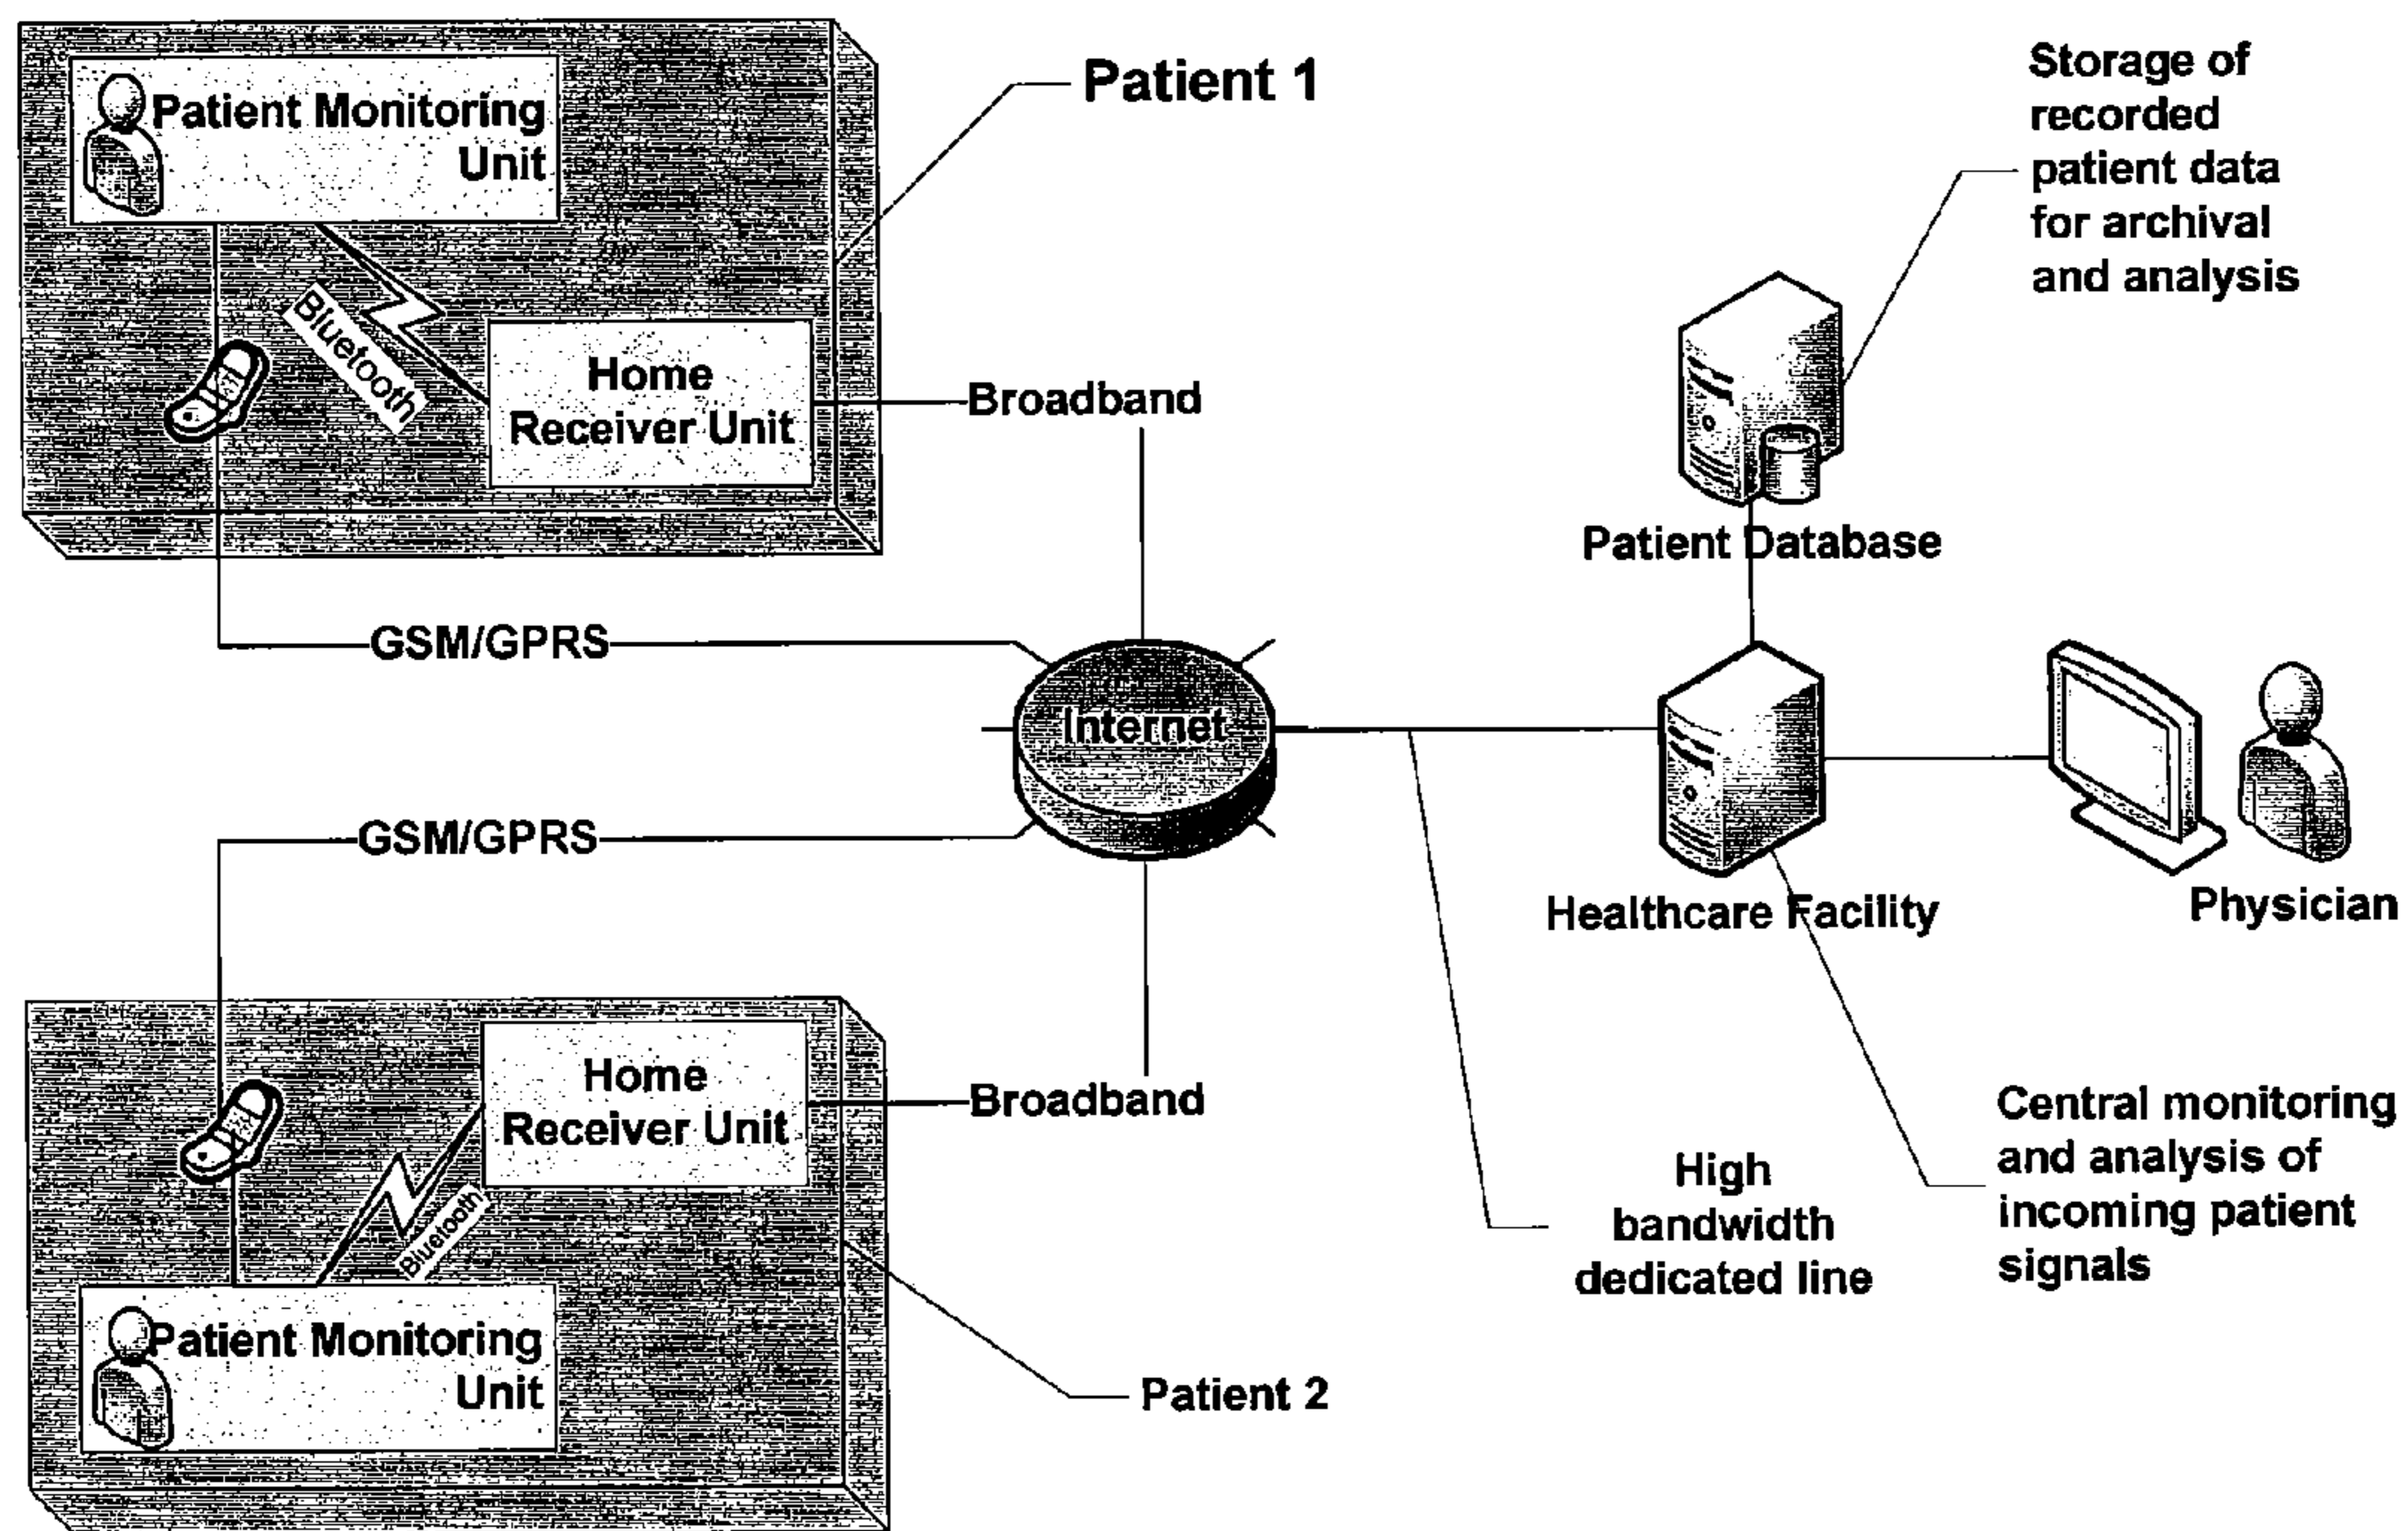 Patient Monitoring
Unit
Bluetooth
Home
Receiver Unit
Patient 1
Broadband
GSM/GPRS
Internet
GSM/GPRS
Broadband
Home
Receiver Unit
Bluetooth
Patient Monitoring
Unit
Patient 2
Storage of
recorded
patient data
for archival
and analysis
Patient Database
Healthcare Facility
Physician
High
bandwidth
dedicated line
Central monitoring
and analysis of
incoming patient
signals